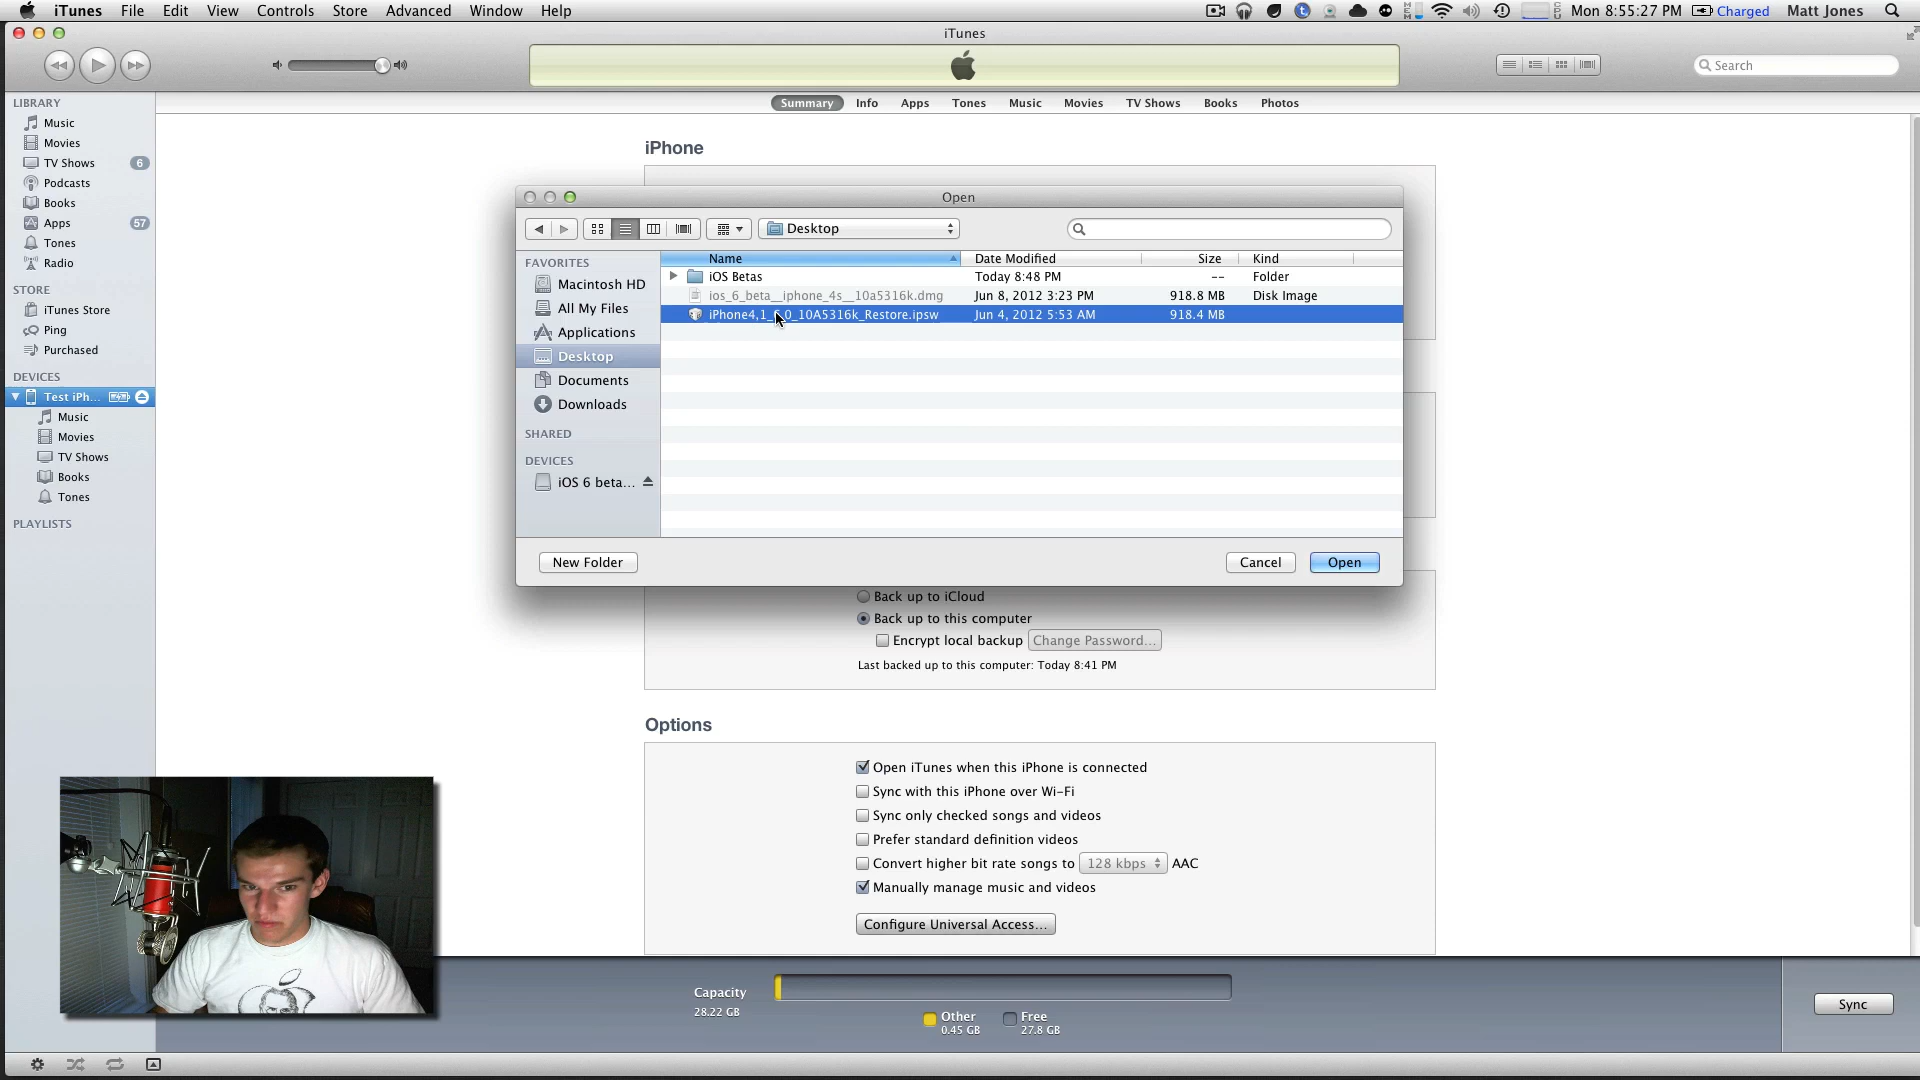 iTunes File Edit View Controls Store Advanced Window Help Mon 8:55:27 PM Charged Matt Jones
iTunes
Search
Summary Info Apps Tones Music Movies TV Shows Books Photos
LIBRARY
Music
Movies
TV Shows 6
Podcasts
Books
Apps 57
Tones
Radio
STORE
iTunes Store
Ping
Purchased
DEVICES
Test iPh...
Music
Movies
TV Shows
Books
Tones
PLAYLISTS
iPhone
Open
Desktop
FAVORITES
Macintosh HD
All My Files
Applications
Desktop
Documents
Downloads
SHARED
DEVICES
iOS 6 beta...
Name Date Modified Size Kind
iOS Betas Today 8:48 PM -- Folder
ios_6_beta__iphone_4s__10a5316k.dmg Jun 8, 2012 3:23 PM 918.8 MB Disk Image
iPhone4,1_6.0_10A5316k_Restore.ipsw Jun 4, 2012 5:53 AM 918.4 MB
New Folder Cancel Open
Back up to iCloud
Back up to this computer
Encrypt local backup Change Password...
Last backed up to this computer: Today 8:41 PM
Options
Open iTunes when this iPhone is connected
Sync with this iPhone over Wi-Fi
Sync only checked songs and videos
Prefer standard definition videos
Convert higher bit rate songs to 128 kbps AAC
Manually manage music and videos
Configure Universal Access...
Capacity
28.22 GB
Other
0.45 GB
Free
27.8 GB
Sync